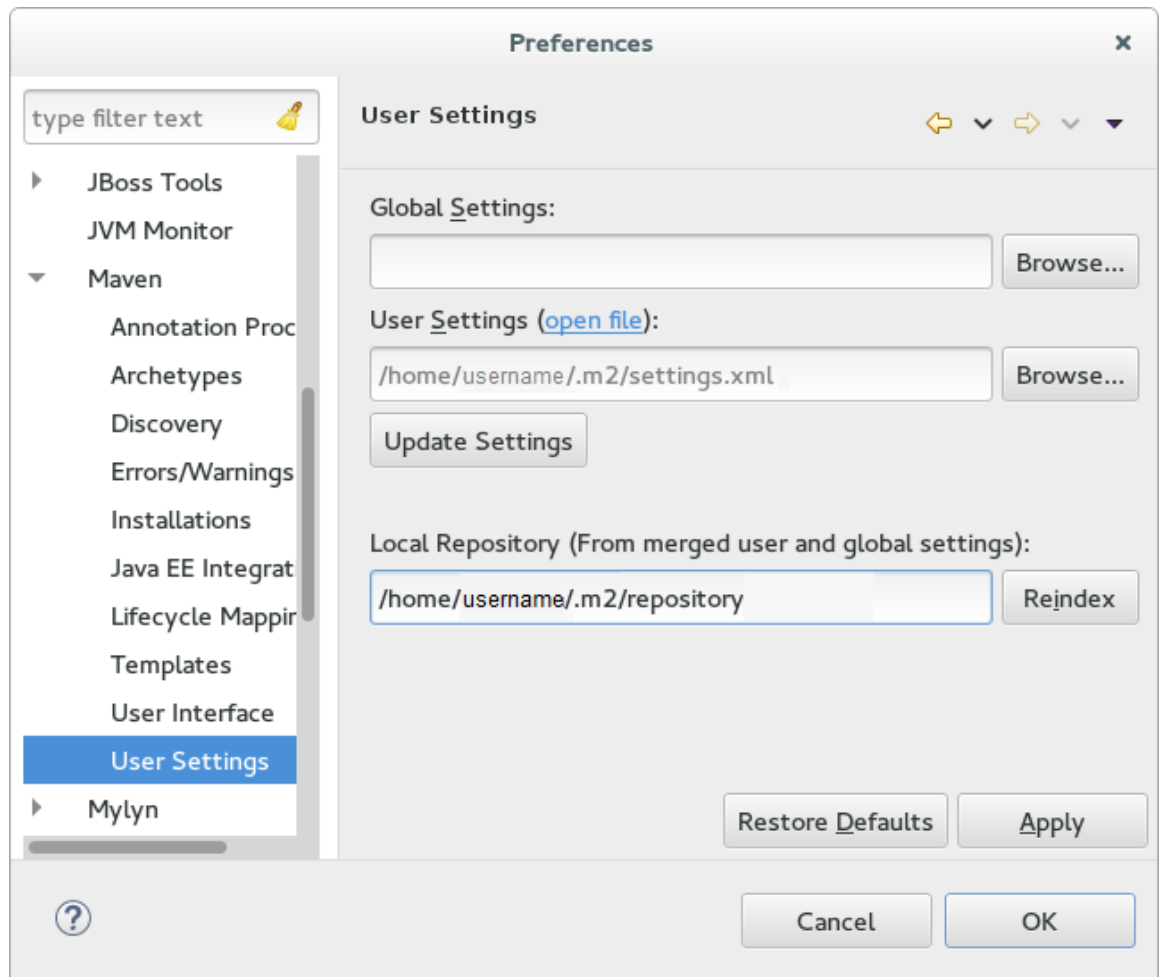 Preferences
type filter text
User Settings
JBoss Tools
JVM Monitor
Maven
Annotation Proc
Archetypes
Discovery
Errors/Warnings
Installations
Java EE Integrat
Lifecycle Mappin
Templates
User Interface
User Settings
Mylyn
Global Settings:
Browse...
User Settings (open file):
/home/username/.m2/settings.xml
Browse...
Update Settings
Local Repository (From merged user and global settings):
/home/username/.m2/repository
Reindex
Restore Defaults
Apply
?
Cancel
OK